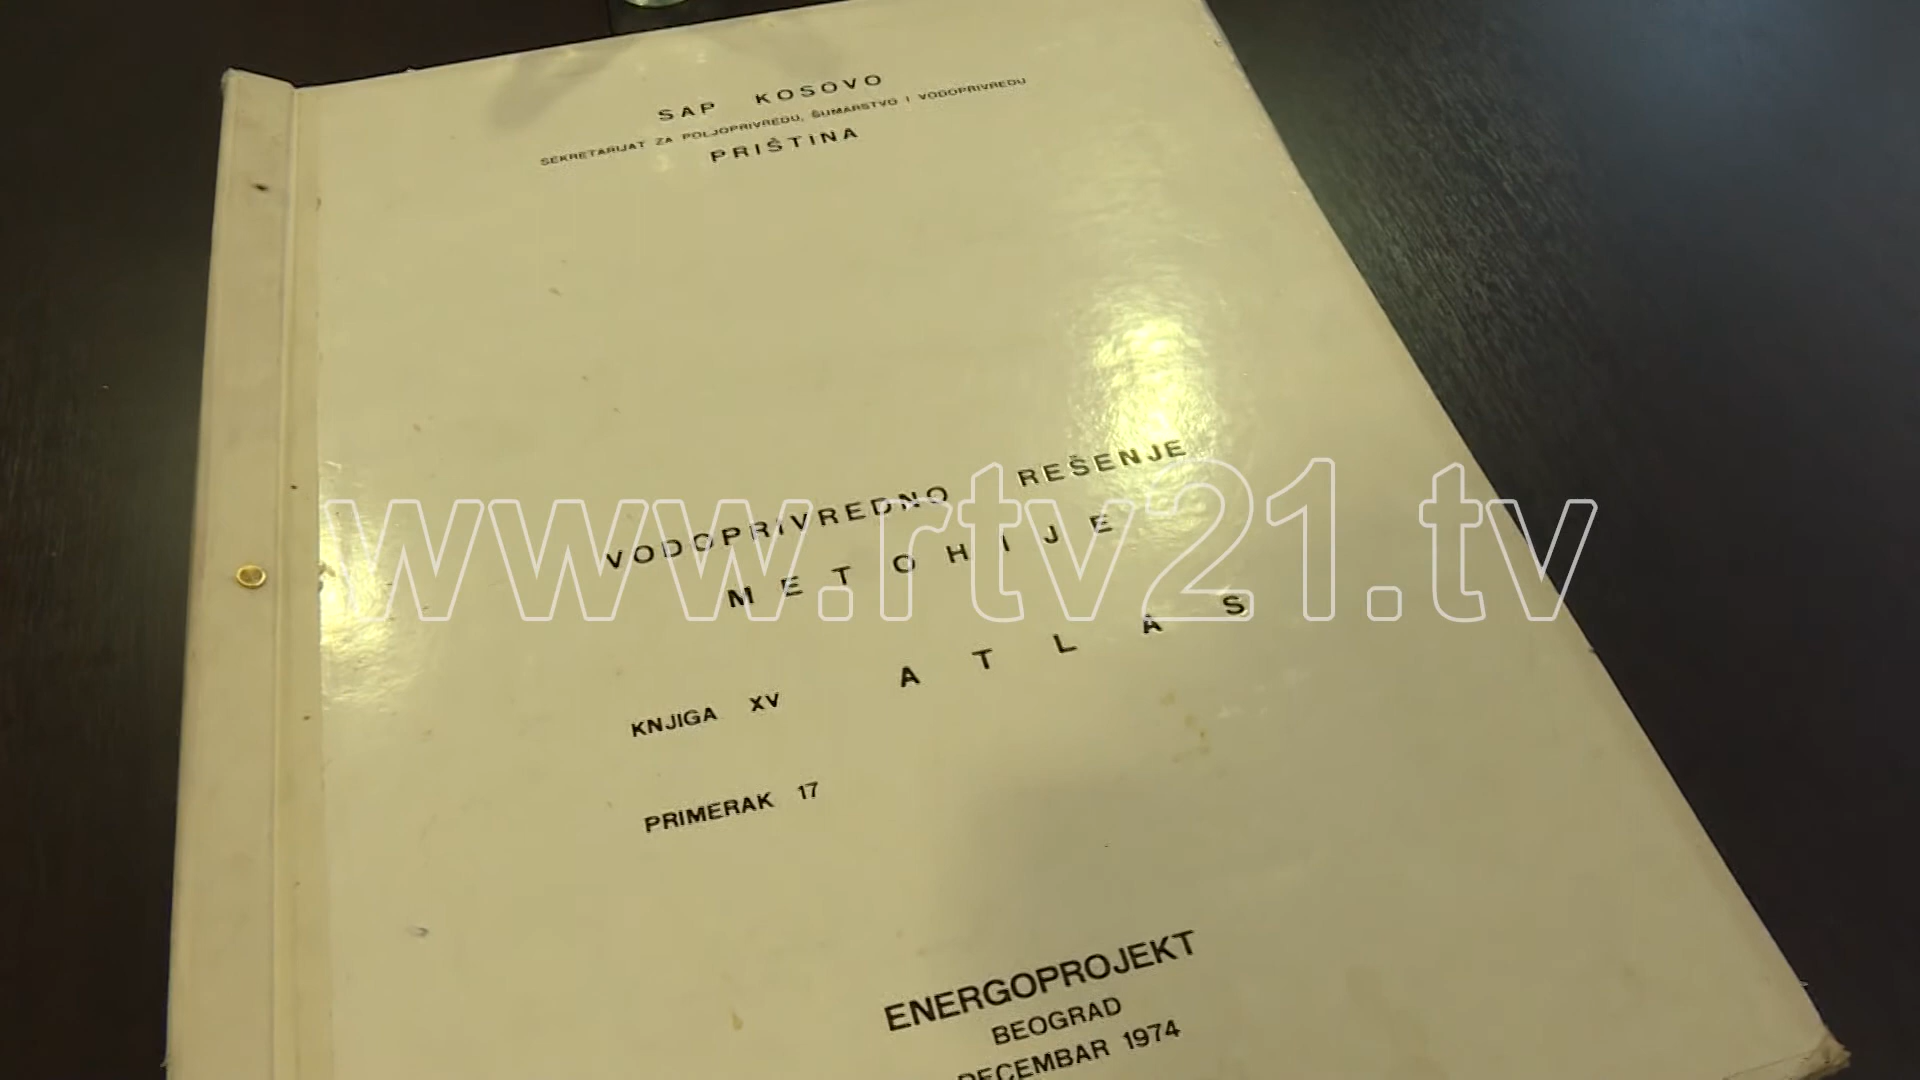 SAP KOSOVO
SEKRETARIJAT ZA POLJOPRIVREDU, ŠUMARSTVO I VODOPRIVREDU
PRIŠTINA
VODOPRIVREDNO REŠENJE
METOHIJE
www.rtv21.tv
KNJIGA XV ATLAS
PRIMERAK 17
ENERGOPROJEKT
BEOGRAD
DECEMBAR 1974